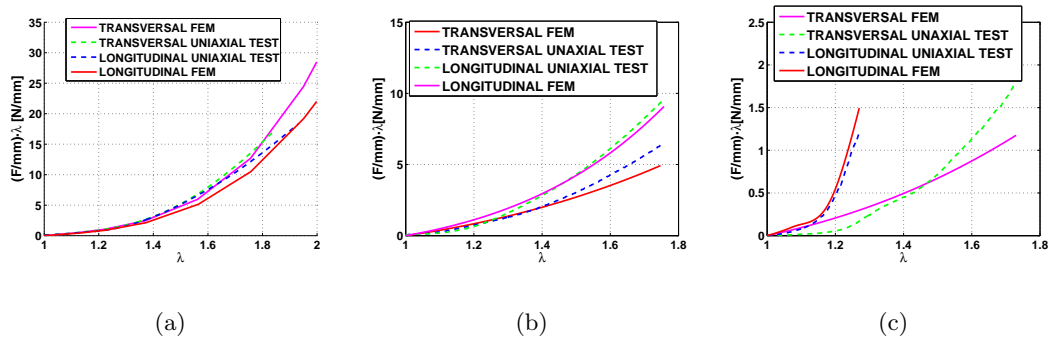 TRANSVERSAL FEM
TRANSVERSAL UNIAXIAL TEST
LONGITUDINAL UNIAXIAL TEST
LONGITUDINAL FEM
35
30
25
20
15
10
5
0
1
1.2
1.4
1.6
1.8
2
(F/mm)·λ [N/mm]
λ
(a)
TRANSVERSAL FEM
TRANSVERSAL UNAXIAL TEST
LONGITUDINAL UNIAXIAL TEST
LONGITUDINAL FEM
15
10
5
0
1
1.2
1.4
1.6
1.8
(F/mm)·λ[N/mm]
λ
(b)
TRANSVERSAL FEM
TRANSVERSAL UNAXIAL TEST
LONGITUDINAL UNIAXIAL TEST
LONGITUDINAL FEM
2.5
2
1.5
1
0.5
0
1
1.2
1.4
1.6
1.8
(F/mm)·λ[N/mm]
λ
(c)